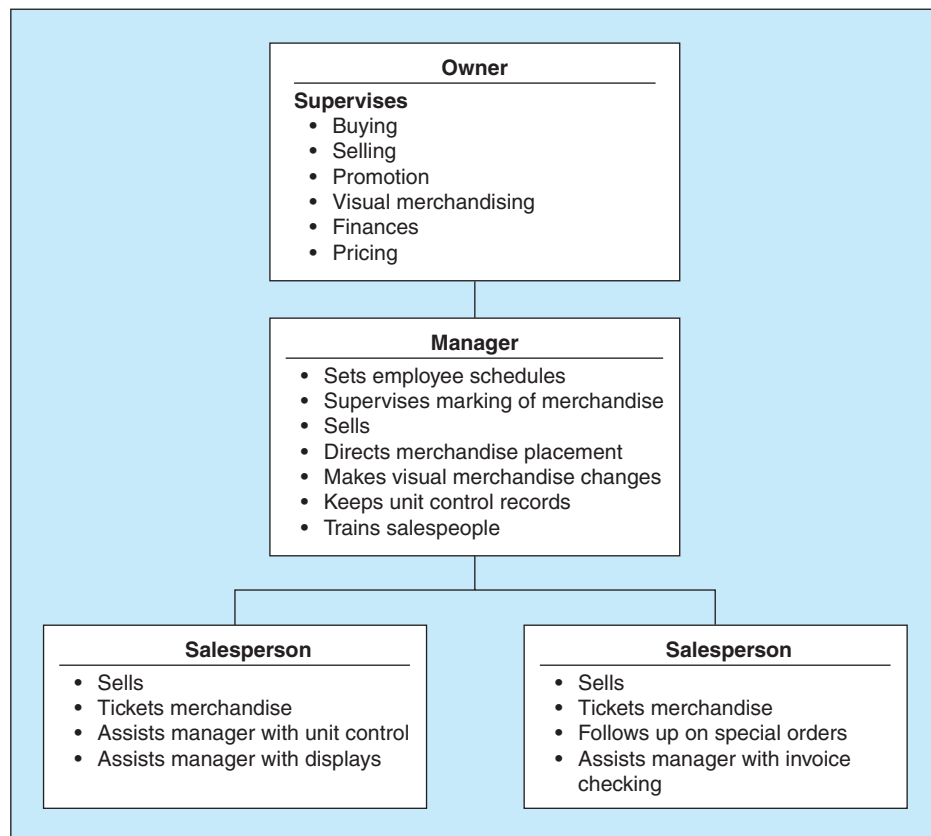 Owner
Supervises
• Buying
• Selling
• Promotion
• Visual merchandising
• Finances
• Pricing
Manager
• Sets employee schedules
• Supervises marking of merchandise
• Sells
• Directs merchandise placement
• Makes visual merchandise changes
• Keeps unit control records
• Trains salespeople
Salesperson
• Sells
• Tickets merchandise
• Assists manager with unit control
• Assists manager with displays
Salesperson
• Sells
• Tickets merchandise
• Follows up on special orders
• Assists manager with invoice
checking